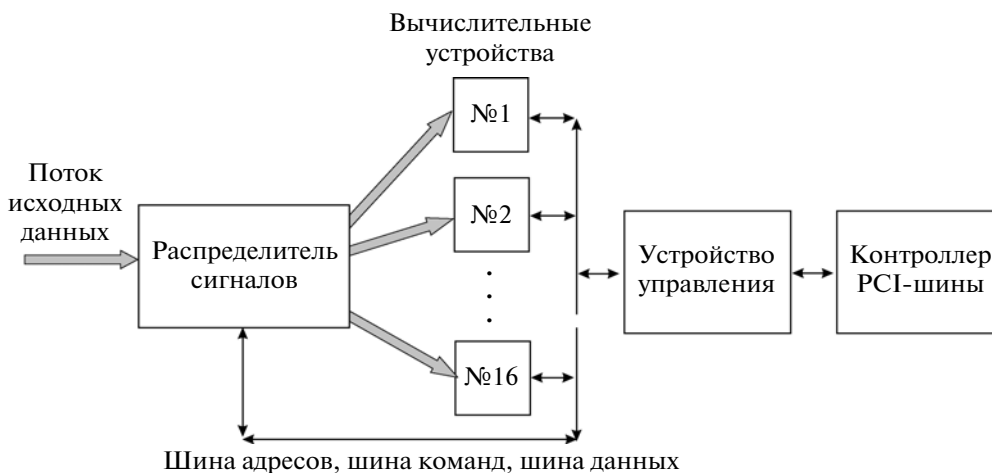 Вычислительные
устройства
№1
Поток
исходных
данных
Распределитель
сигналов
№2
№16
Устройство
управления
Контроллер
PCI-шины
Шина адресов, шина команд, шина данных